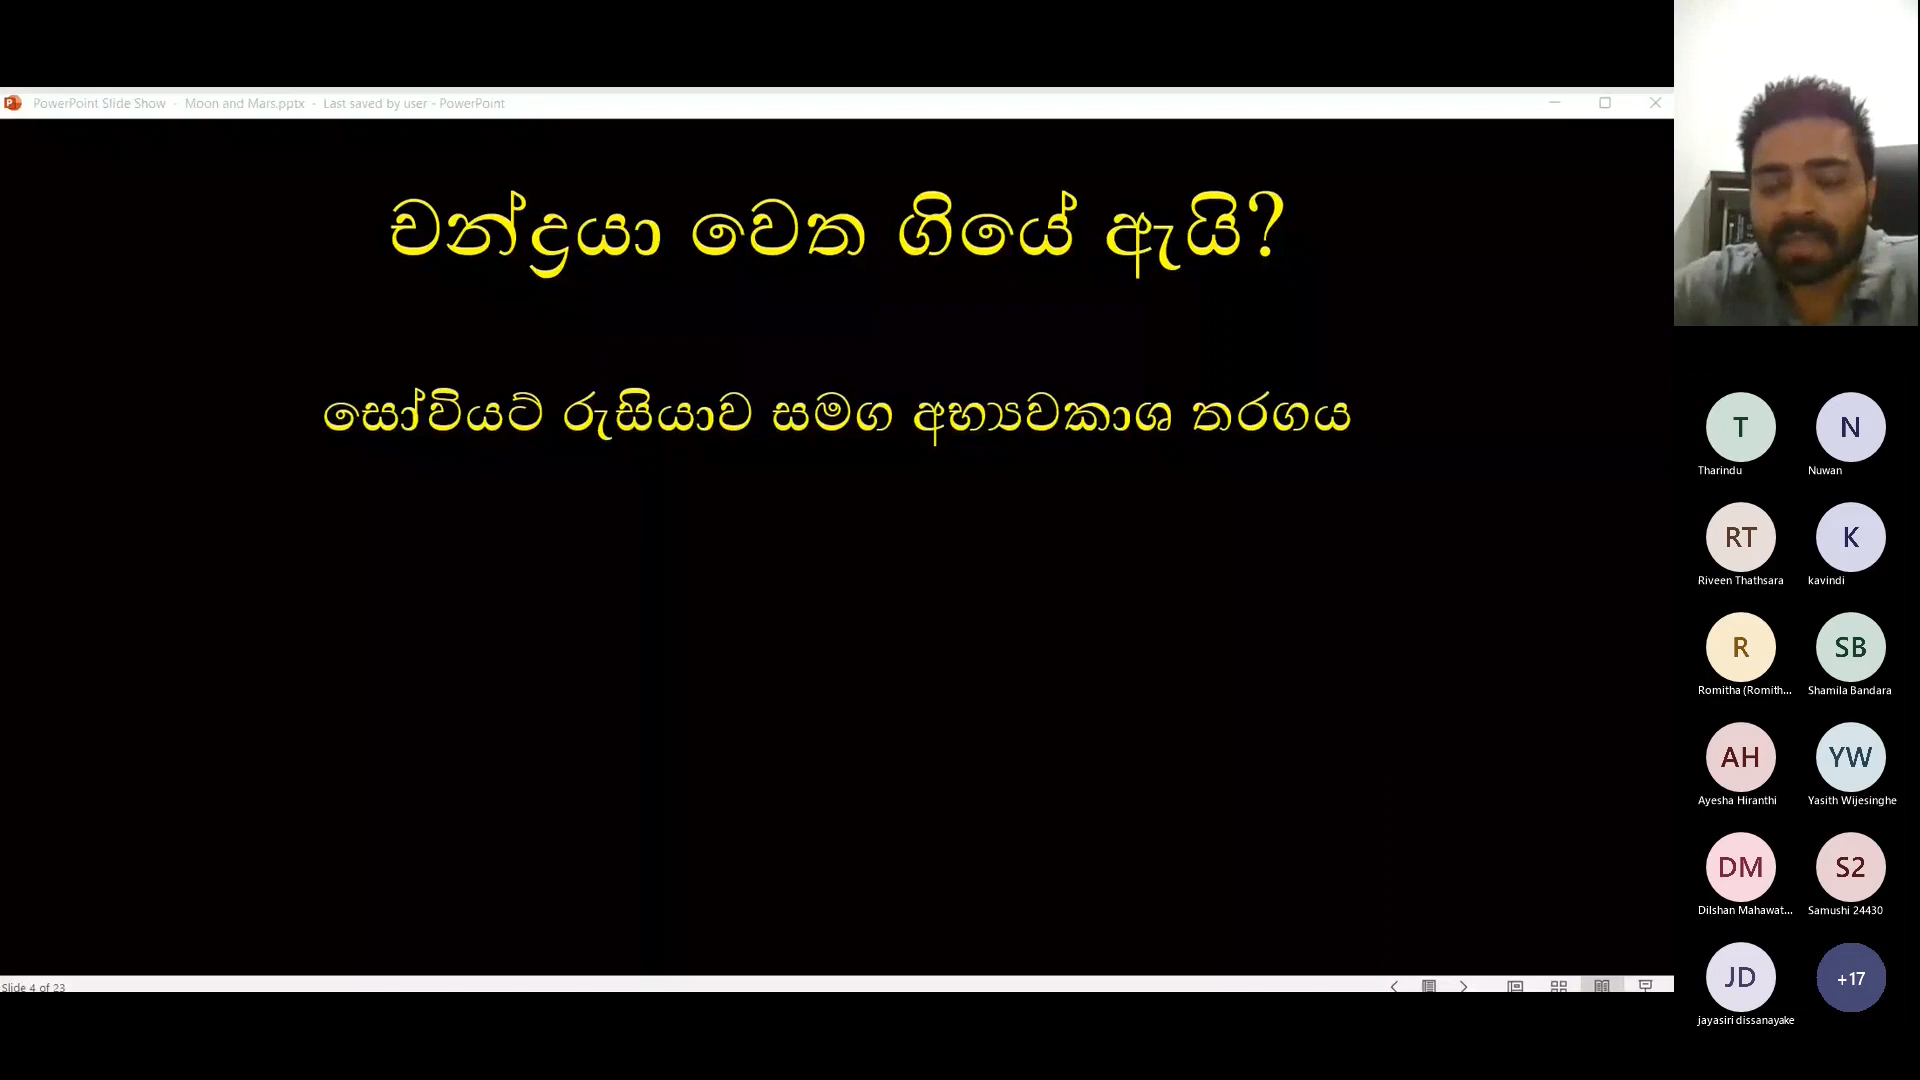 PowerPoint Slide Show - Moon and Mars.pptx - Last saved by user - PowerPoint
චන්ද්‍රයා වෙත ගියේ ඇයි?
සෝවියට් රුසියාව සමග අභ්‍යවකාශ තරගය
Slide 4 of 23
T N
Tharindu Nuwan
RT K
Riveen Thathsara kavindi
R SB
Romitha (Romith... Shamila Bandara
AH YW
Ayesha Hiranthi Yasith Wijesinghe
DM S2
Dilshan Mahawat... Samushi 24430
JD +17
jayasiri dissanayake